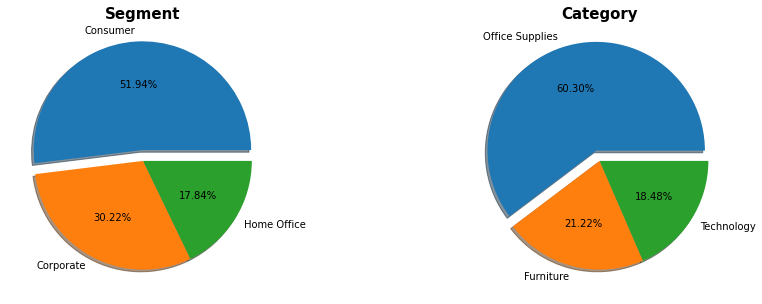 Segment
Consumer
51.94%
30.22%
17.84%
Corporate
Home Office
Category
Office Supplies
60.30%
21.22%
18.48%
Furniture
Technology